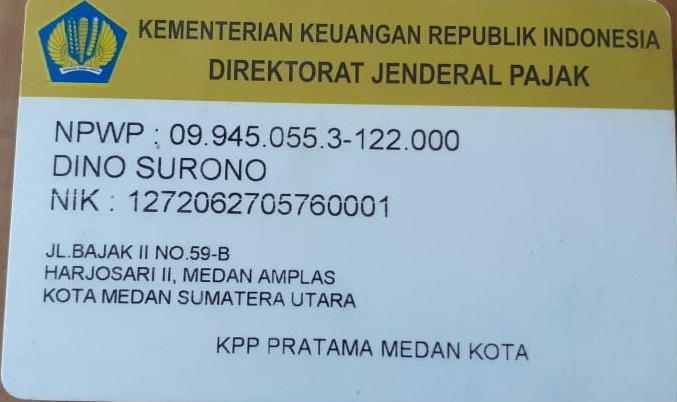 KEMENTERIAN KEUANGAN REPUBLIK INDONESIA
DIREKTORAT JENDERAL PAJAK
NPWP : 09.945.055.3-122.000
DINO SURONO
NIK : 1272062705760001
JL.BAJAK II NO.59-B
HARJOSARI II, MEDAN AMPLAS
KOTA MEDAN SUMATERA UTARA
KPP PRATAMA MEDAN KOTA